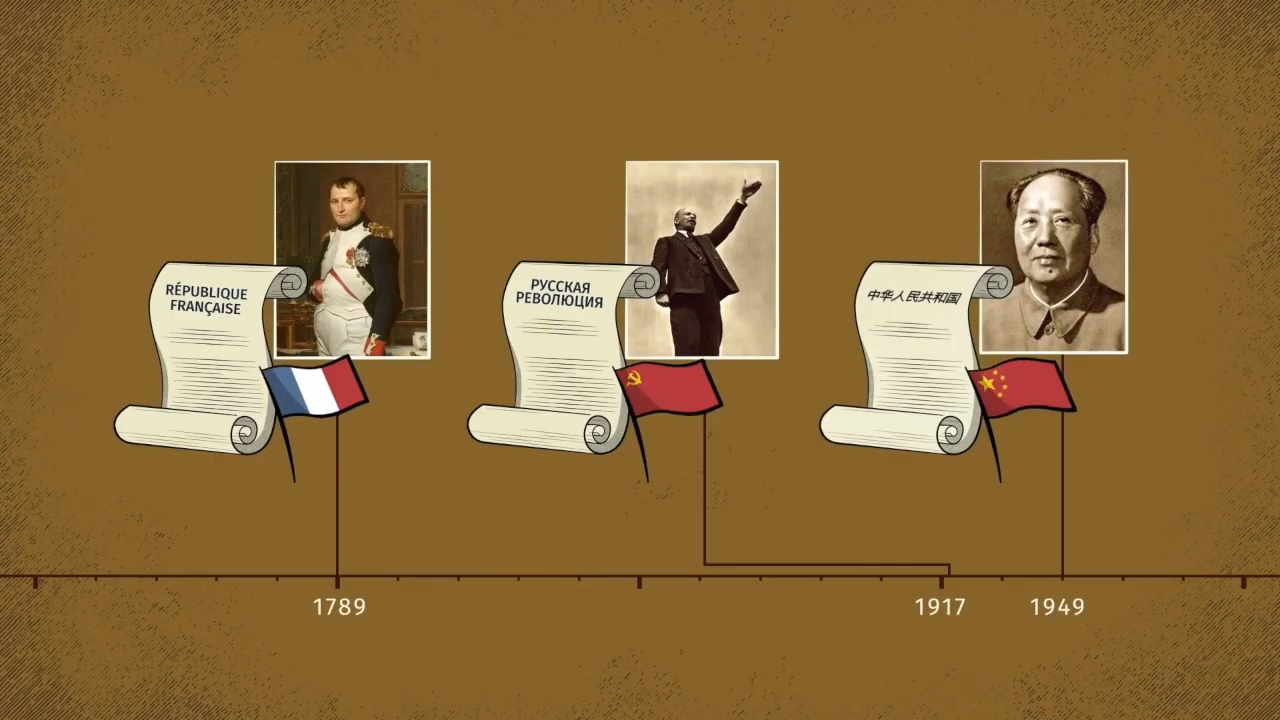 RÉPUBLIQUE
FRANÇAISE
РУССКАЯ
РЕВОЛЮЦИЯ
中华人民共和国
1789
1917
1949